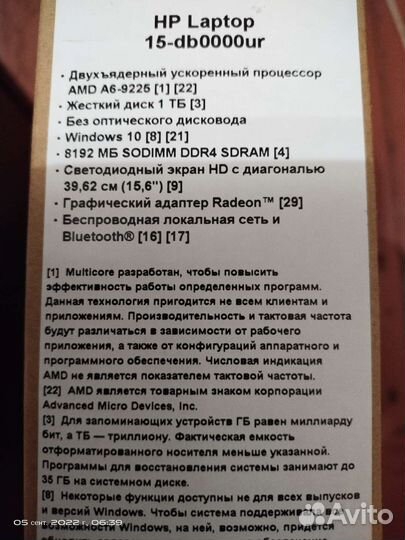 HP Laptop
15-db0000ur
• Двухъядерный ускоренный процессор
AMD A6-9225 [1] [22]
• Жесткий диск 1 ТБ [3]
• Без оптического дисковода
• Windows 10 [8] [21]
• 8192 МБ SODIMM DDR4 SDRAM [4]
• Светодиодный экран HD с диагональю
39,62 см (15,6") [9]
• Графический адаптер Radeon™ [29]
• Беспроводная локальная сеть и
Bluetooth® [16] [17]
[1] Multicore разработан, чтобы повысить
эффективность работы определенных программ.
Данная технология пригодится не всем клиентам и
приложениям. Производительность и тактовая частота
будут различаться в зависимости от рабочего
приложения, а также от конфигураций аппаратного и
программного обеспечения. Числовая индикация
AMD не является показателем тактовой частоты.
[22] AMD является товарным знаком корпорации
Advanced Micro Devices, Inc.
[3] Для запоминающих устройств ГБ равен миллиарду
бит, а ТБ – триллиону. Фактическая емкость
отформатированного носителя меньше указанной.
Программы для восстановления системы занимают до
35 ГБ на системном диске.
[8] Некоторые функции доступны не для всех выпусков
и версий Windows. Чтобы система поддерживала
возможности Windows, на ней, возможно, придется
05 сент. 2022 г., 06:39
Avito